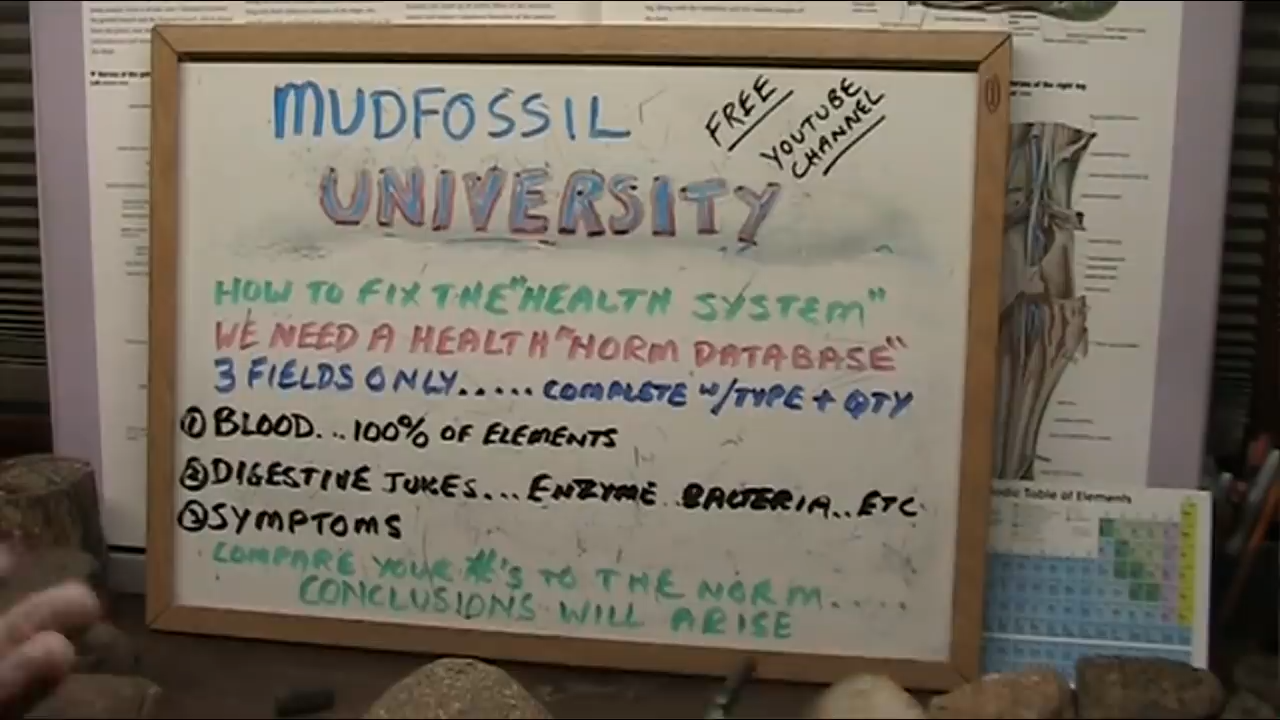 MUDFOSSIL
UNIVERSITY
FREE
YOUTUBE
CHANNEL
HOW TO FIX THE "HEALTH SYSTEM"
WE NEED A HEALTH "NORM DATABASE"
3 FIELDS ONLY..... COMPLETE W/TYPE + QTY
① BLOOD...100% OF ELEMENTS
② DIGESTIVE JUICES... ENZYME BACTERIA.. ETC
③ SYMPTOMS
COMPARE YOUR #'S TO THE NORM.....
CONCLUSIONS WILL ARISE
Table of Elements